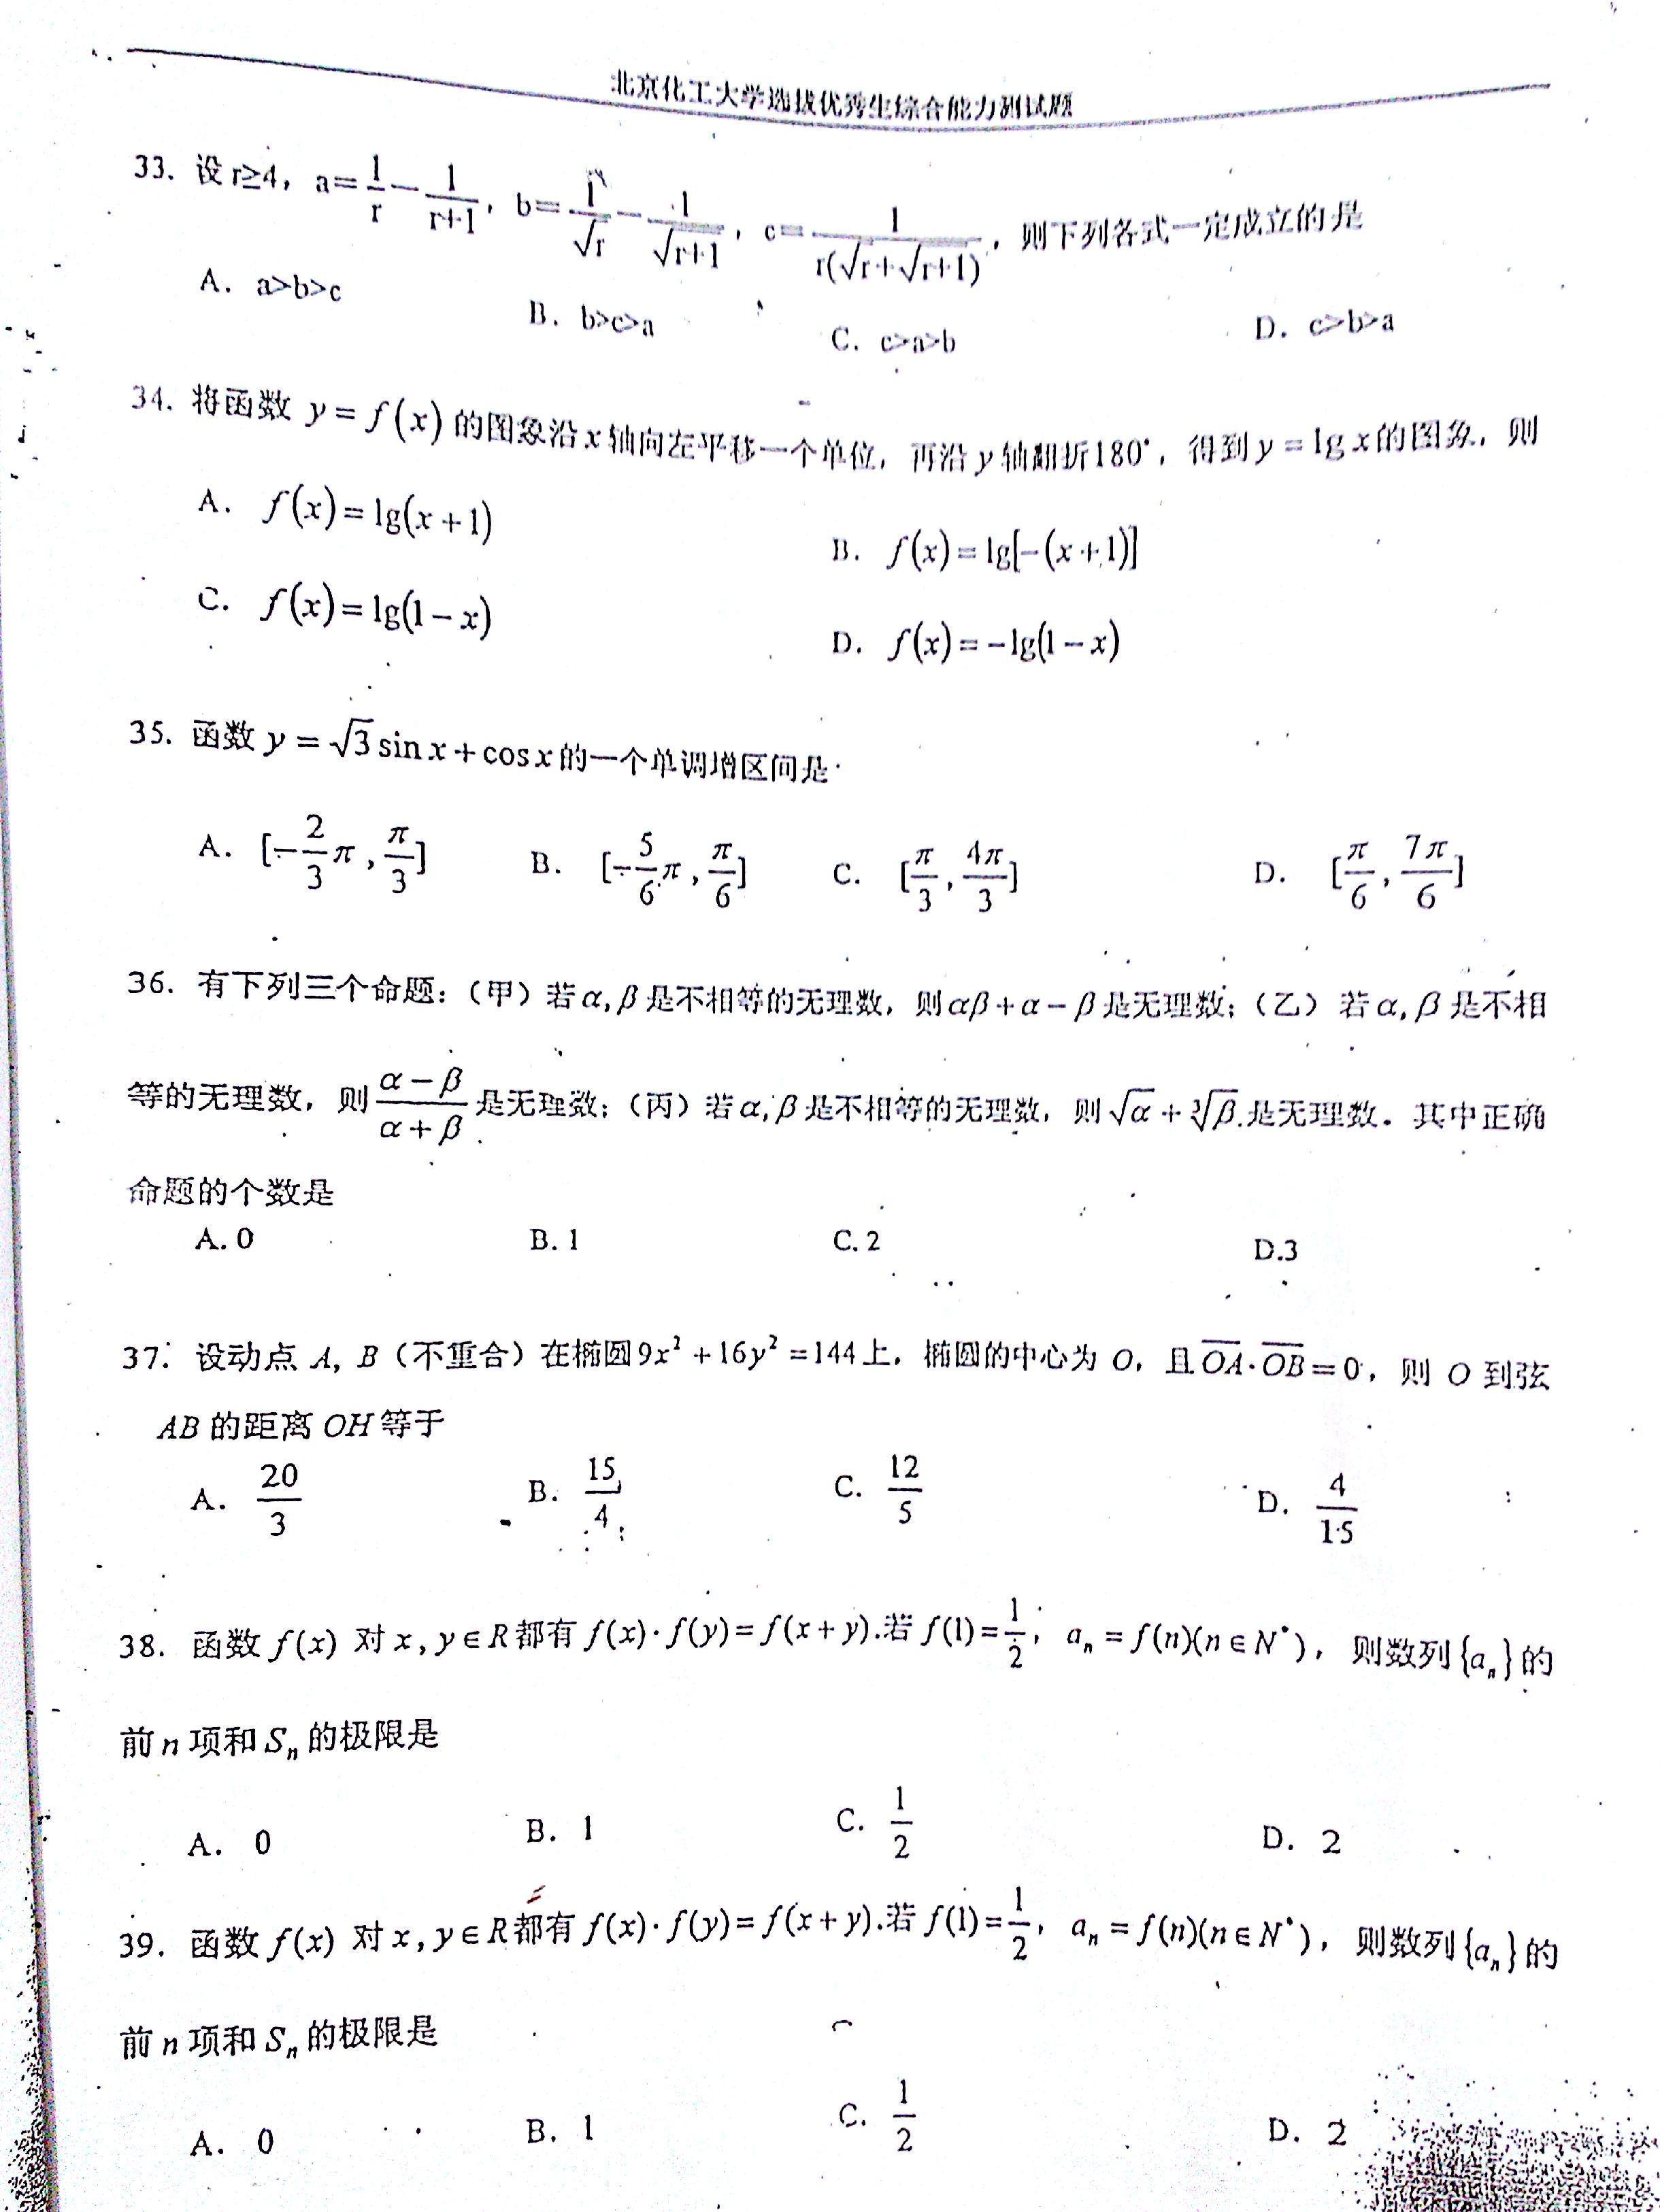 北京化工大学选拔优秀生综合能力测试题
33. 设 r≥4, a=1/r−1/(r+1), b=1/√r−1/√(r+1), c=1/(r(√r+√(r+1))), 则下列各式一定成立的是
A. a>b>c B. b>c>a C. c>a>b D. c>b>a
34. 将函数 y=f(x) 的图象沿 x 轴向左平移一个单位, 再沿 y 轴翻折180°, 得到 y=lg x 的图象, 则
A. f(x)=lg(x+1) B. f(x)=lg[−(x+1)]
C. f(x)=lg(1−x) D. f(x)=−lg(1−x)
35. 函数 y=√3 sin x+cos x 的一个单调增区间是
A. [−2/3π, π/3] B. [−5/6π, π/6] C. [π/3, 4π/3] D. [π/6, 7π/6]
36. 有下列三个命题:(甲)若α,β是不相等的无理数, 则αβ+α−β是无理数;(乙)若α,β是不相
等的无理数, 则(α−β)/(α+β)是无理数;(丙)若α,β是不相等的无理数, 则√α+∛β是无理数。其中正确
命题的个数是
A. 0 B. 1 C. 2 D.3
37. 设动点 A, B(不重合)在椭圆9x²+16y²=144上, 椭圆的中心为 O, 且OA·OB=0, 则 O 到弦
AB 的距离 OH 等于
A. 20/3 B. 15/4 C. 12/5 D. 4/15
38. 函数 f(x) 对 x,y∈R都有 f(x)·f(y)=f(x+y).若 f(1)=1/2, aₙ=f(n)(n∈N*), 则数列{aₙ}的
前 n 项和 Sₙ 的极限是
A. 0 B. 1 C. 1/2 D. 2
39. 函数 f(x) 对 x,y∈R都有 f(x)·f(y)=f(x+y).若 f(1)=1/2, aₙ=f(n)(n∈N*), 则数列{aₙ}的
前 n 项和 Sₙ 的极限是
A. 0 B. 1 C. 1/2 D. 2